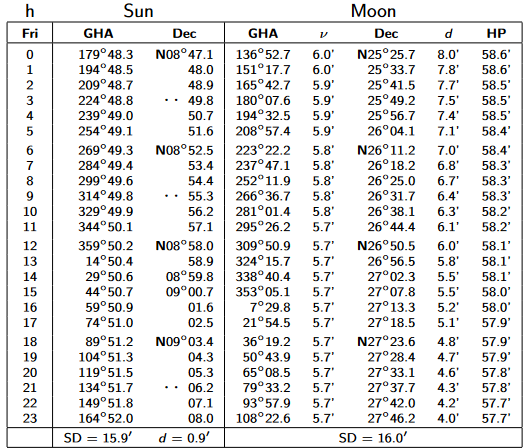 h Sun Moon
Fri GHA Dec GHA ν Dec d HP
0 179°48.3 N08°47.1 136°52.7 6.0' N25°25.7 8.0' 58.6'
1 194°48.5 48.0 151°17.7 6.0' 25°33.7 7.8' 58.6'
2 209°48.7 48.9 165°42.7 5.9' 25°41.5 7.7' 58.5'
3 224°48.8 ·· 49.8 180°07.6 5.9' 25°49.2 7.5' 58.5'
4 239°49.0 50.7 194°32.5 5.9' 25°56.7 7.4' 58.5'
5 254°49.1 51.6 208°57.4 5.9' 26°04.1 7.1' 58.4'
6 269°49.3 N08°52.5 223°22.2 5.8' N26°11.2 7.0' 58.4'
7 284°49.4 53.4 237°47.1 5.8' 26°18.2 6.8' 58.3'
8 299°49.6 54.4 252°11.9 5.8' 26°25.0 6.7' 58.3'
9 314°49.8 ·· 55.3 266°36.7 5.8' 26°31.7 6.4' 58.3'
10 329°49.9 56.2 281°01.4 5.8' 26°38.1 6.3' 58.2'
11 344°50.1 57.1 295°26.2 5.7' 26°44.4 6.1' 58.2'
12 359°50.2 N08°58.0 309°50.9 5.7' N26°50.5 6.0' 58.1'
13 14°50.4 58.9 324°15.7 5.7' 26°56.5 5.8' 58.1'
14 29°50.6 08°59.8 338°40.4 5.7' 27°02.3 5.5' 58.1'
15 44°50.7 09°00.7 353°05.1 5.7' 27°07.8 5.5' 58.0'
16 59°50.9 01.6 7°29.8 5.7' 27°13.3 5.2' 58.0'
17 74°51.0 02.5 21°54.5 5.7' 27°18.5 5.1' 57.9'
18 89°51.2 N09°03.4 36°19.2 5.7' N27°23.6 4.8' 57.9'
19 104°51.3 04.3 50°43.9 5.7' 27°28.4 4.7' 57.9'
20 119°51.5 05.3 65°08.5 5.7' 27°33.1 4.6' 57.8'
21 134°51.7 ·· 06.2 79°33.2 5.7' 27°37.7 4.3' 57.8'
22 149°51.8 07.1 93°57.9 5.7' 27°42.0 4.2' 57.7'
23 164°52.0 08.0 108°22.6 5.7' 27°46.2 4.0' 57.7'
SD = 15.9′ d = 0.9′ SD = 16.0′